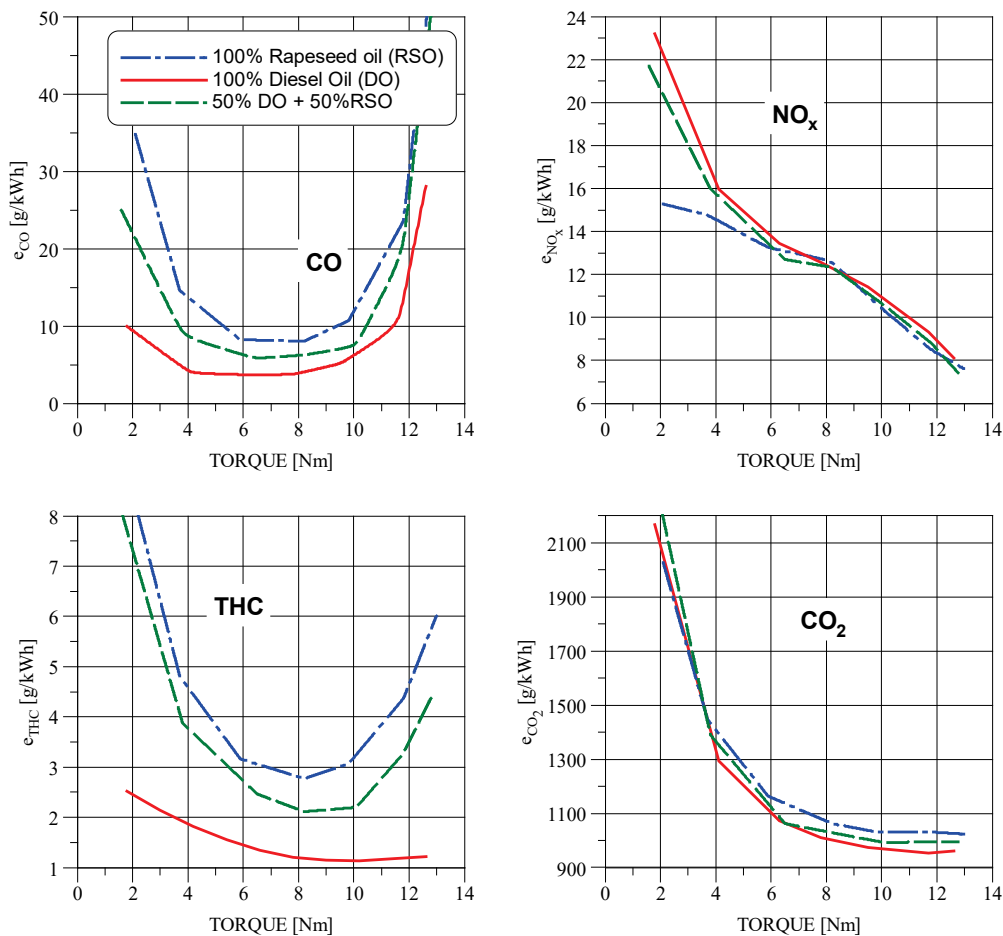 50
40
30
20
10
0
e_CO [g/kWh]
100% Rapeseed oil (RSO)
100% Diesel Oil (DO)
50% DO + 50%RSO
CO
0 2 4 6 8 10 12 14
TORQUE [Nm]
24
22
20
18
16
14
12
10
8
6
e_NO_x [g/kWh]
NO_x
0 2 4 6 8 10 12 14
TORQUE [Nm]
8
7
6
5
4
3
2
1
e_THC [g/kWh]
THC
0 2 4 6 8 10 12 14
TORQUE [Nm]
2100
1900
1700
1500
1300
1100
900
e_CO_2 [g/kWh]
CO_2
0 2 4 6 8 10 12 14
TORQUE [Nm]